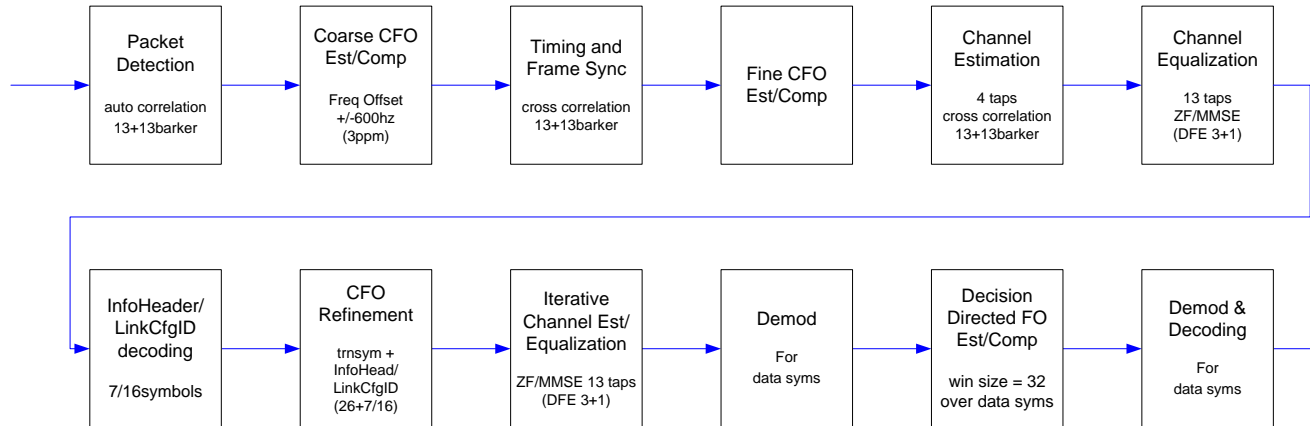 Packet
Detection
auto correlation
13+13barker
Coarse CFO
Est/Comp
Freq Offset
+/-600hz
(3ppm)
Timing and
Frame Sync
cross correlation
13+13barker
Fine CFO
Est/Comp
Channel
Estimation
4 taps
cross correlation
13+13barker
Channel
Equalization
13 taps
ZF/MMSE
(DFE 3+1)
InfoHeader/
LinkCfgID
decoding
7/16symbols
CFO
Refinement
trnsym +
InfoHead/
LinkCfgID
(26+7/16)
Iterative
Channel Est/
Equalization
ZF/MMSE 13 taps
(DFE 3+1)
Demod
For
data syms
Decision
Directed FO
Est/Comp
win size = 32
over data syms
Demod &
Decoding
For
data syms